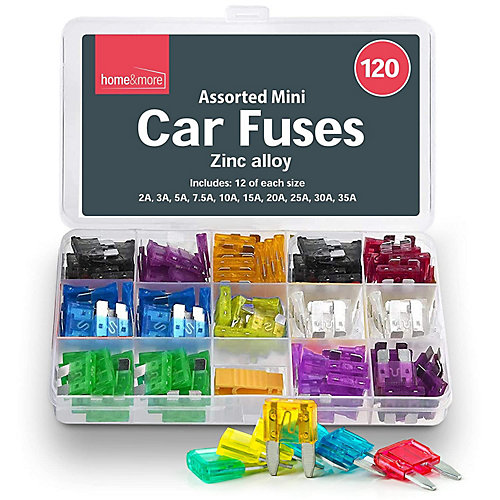 home&more
120
Assorted Mini
Car Fuses
Zinc alloy
Includes: 12 of each size
2A, 3A, 5A, 7.5A, 10A, 15A, 20A, 25A, 30A, 35A